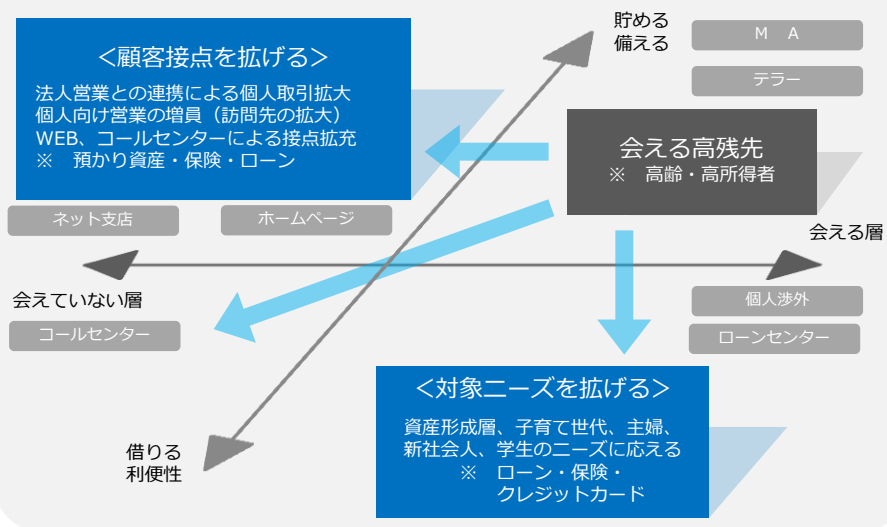 貯める
備える
M A
テラー
＜顧客接点を拡げる＞
法人営業との連携による個人取引拡大
個人向け営業の増員（訪問先の拡大）
WEB、コールセンターによる接点拡充
※　預かり資産・保険・ローン
会える高残先
※　高齢・高所得者
ネット支店
ホームページ
会える層
会えていない層
コールセンター
個人渉外
ローンセンター
＜対象ニーズを拡げる＞
資産形成層、子育て世代、主婦、
新社会人、学生のニーズに応える
※　ローン・保険・
クレジットカード
借りる
利便性